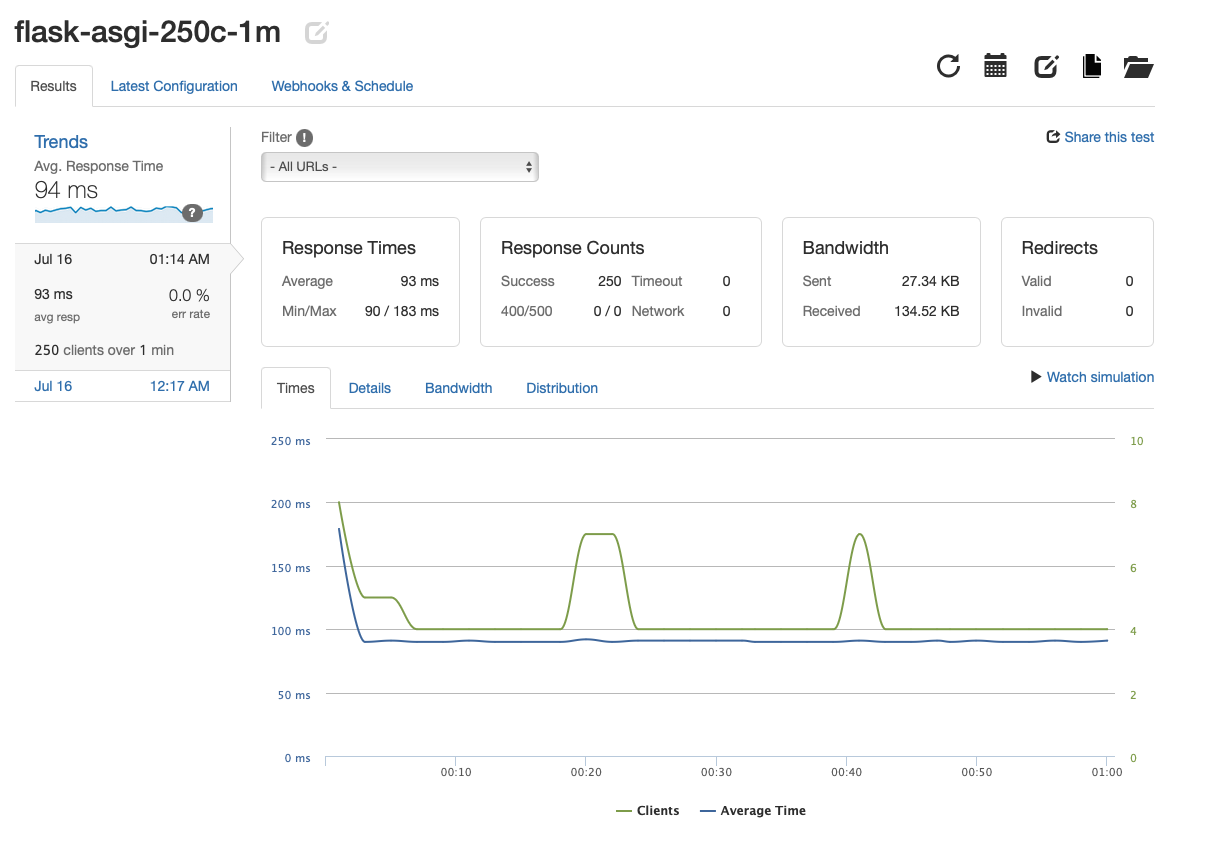 flask-asgi-250c-1m
Results Latest Configuration Webhooks & Schedule
Trends
Avg. Response Time
94 ms
?
Jul 16 01:14 AM
93 ms 0.0 %
avg resp err rate
250 clients over 1 min
Jul 16 12:17 AM
Filter !
- All URLs -
Share this test
Response Times
Average 93 ms
Min/Max 90 / 183 ms
Response Counts
Success 250 Timeout 0
400/500 0 / 0 Network 0
Bandwidth
Sent 27.34 KB
Received 134.52 KB
Redirects
Valid 0
Invalid 0
Times Details Bandwidth Distribution
Watch simulation
250 ms 10
200 ms 8
150 ms 6
100 ms 4
50 ms 2
0 ms 0
00:10 00:20 00:30 00:40 00:50 01:00
Clients Average Time